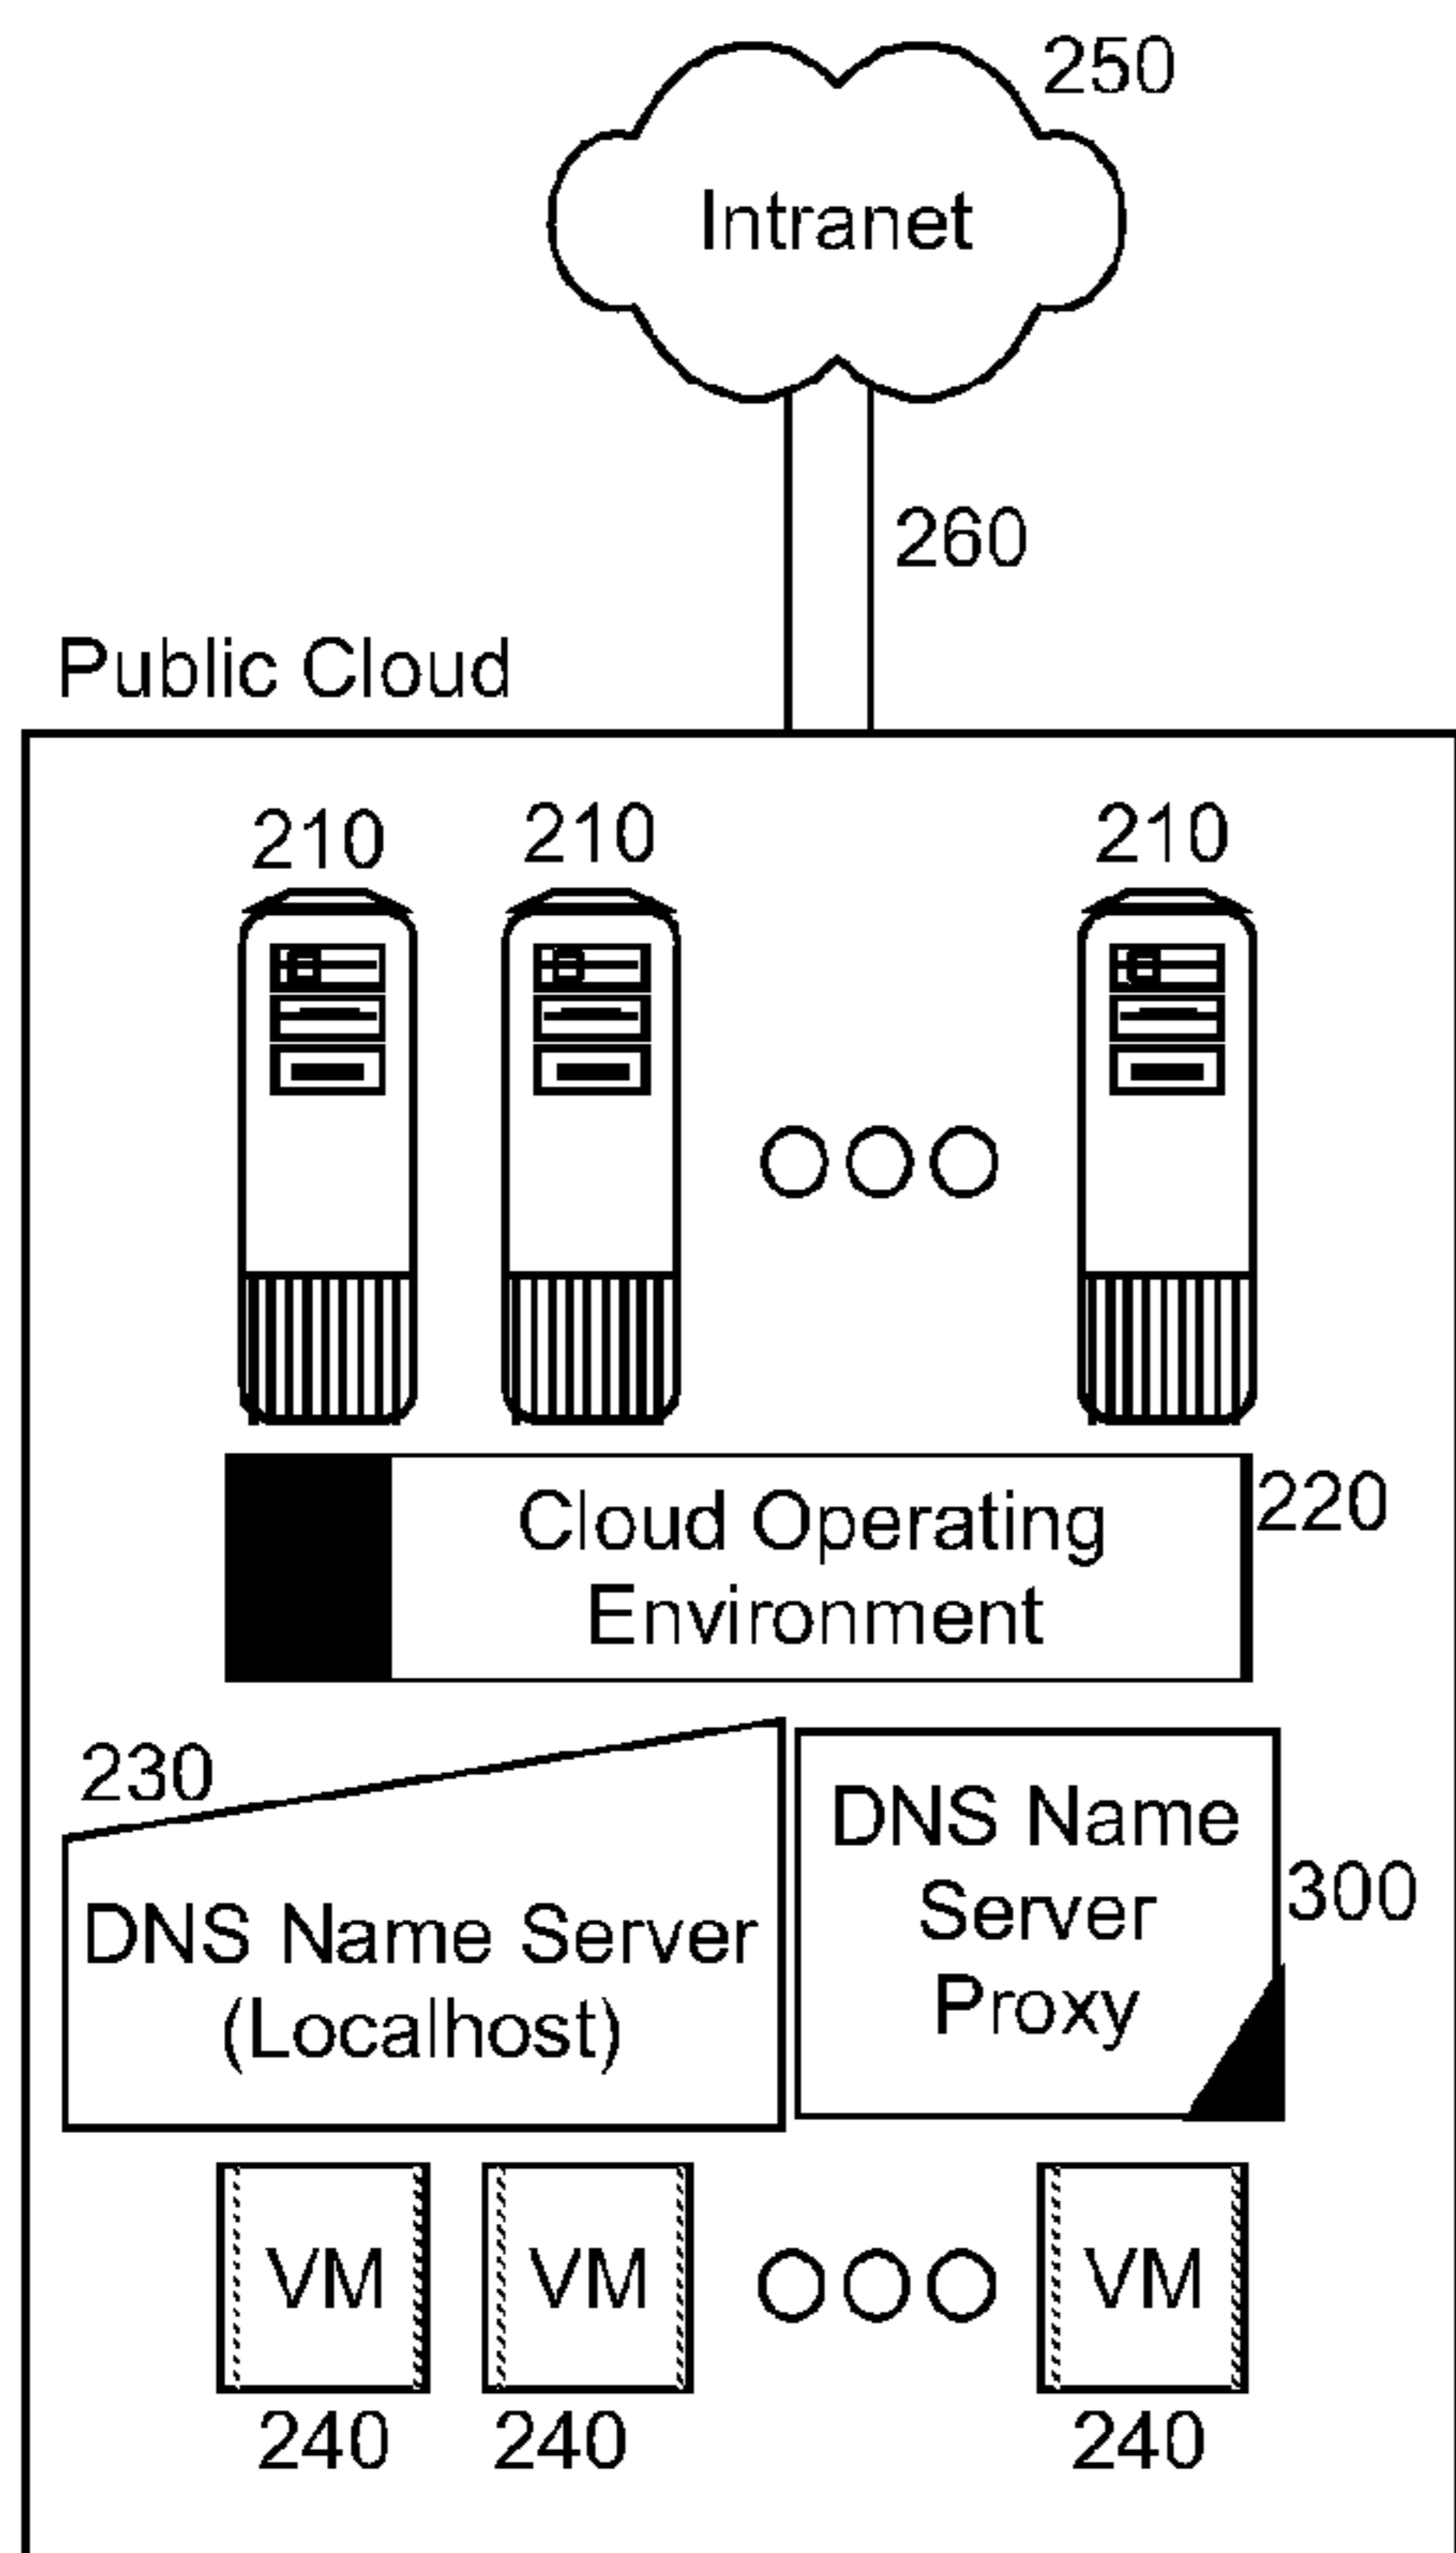 250
Intranet
260
Public Cloud
210 210 210
Cloud Operating
Environment
220
230
DNS Name Server
(Localhost)
DNS Name
Server
Proxy
300
VM VM VM
240 240 240